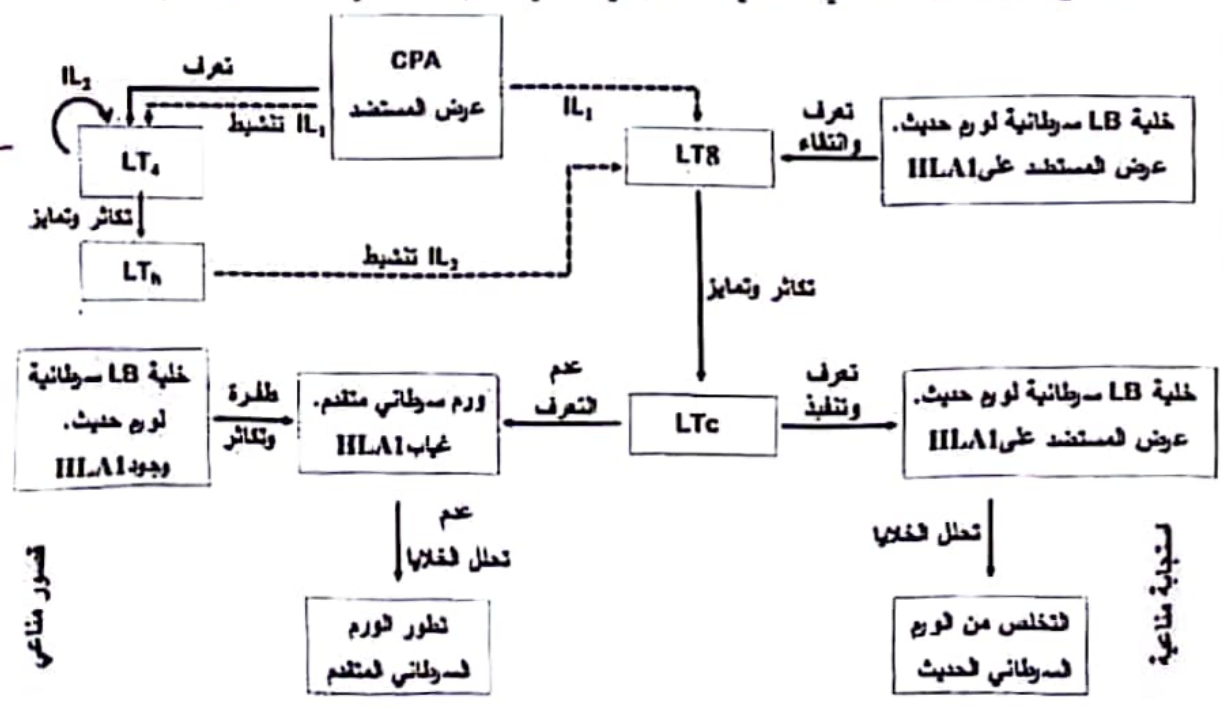 CPA
عرض المستضد
تعرف
IL₂
IL₁ تنشيط
IL₁
LT₄
LT8
تعرف
وانتقاء
خلية LB سرطانية لورم حديث.
عرض المستضد على HLA1
تكاثر وتمايز
LTh
IL₂ تنشيط
تكاثر وتمايز
خلية LB سرطانية
لورم حديث.
وجود HLA1
طفرة
وتكاثر
ورم سرطاني متقدم.
غياب HLA1
عدم
التعرف
LTc
تعرف
وتنفيذ
خلية LB سرطانية لورم حديث.
عرض المستضد على HLA1
عدم
تحلل الخلايا
تحلل الخلايا
قصور مناعي
تطور الورم
السرطاني المتقدم
التخلص من الورم
السرطاني الحديث
استجابة مناعية